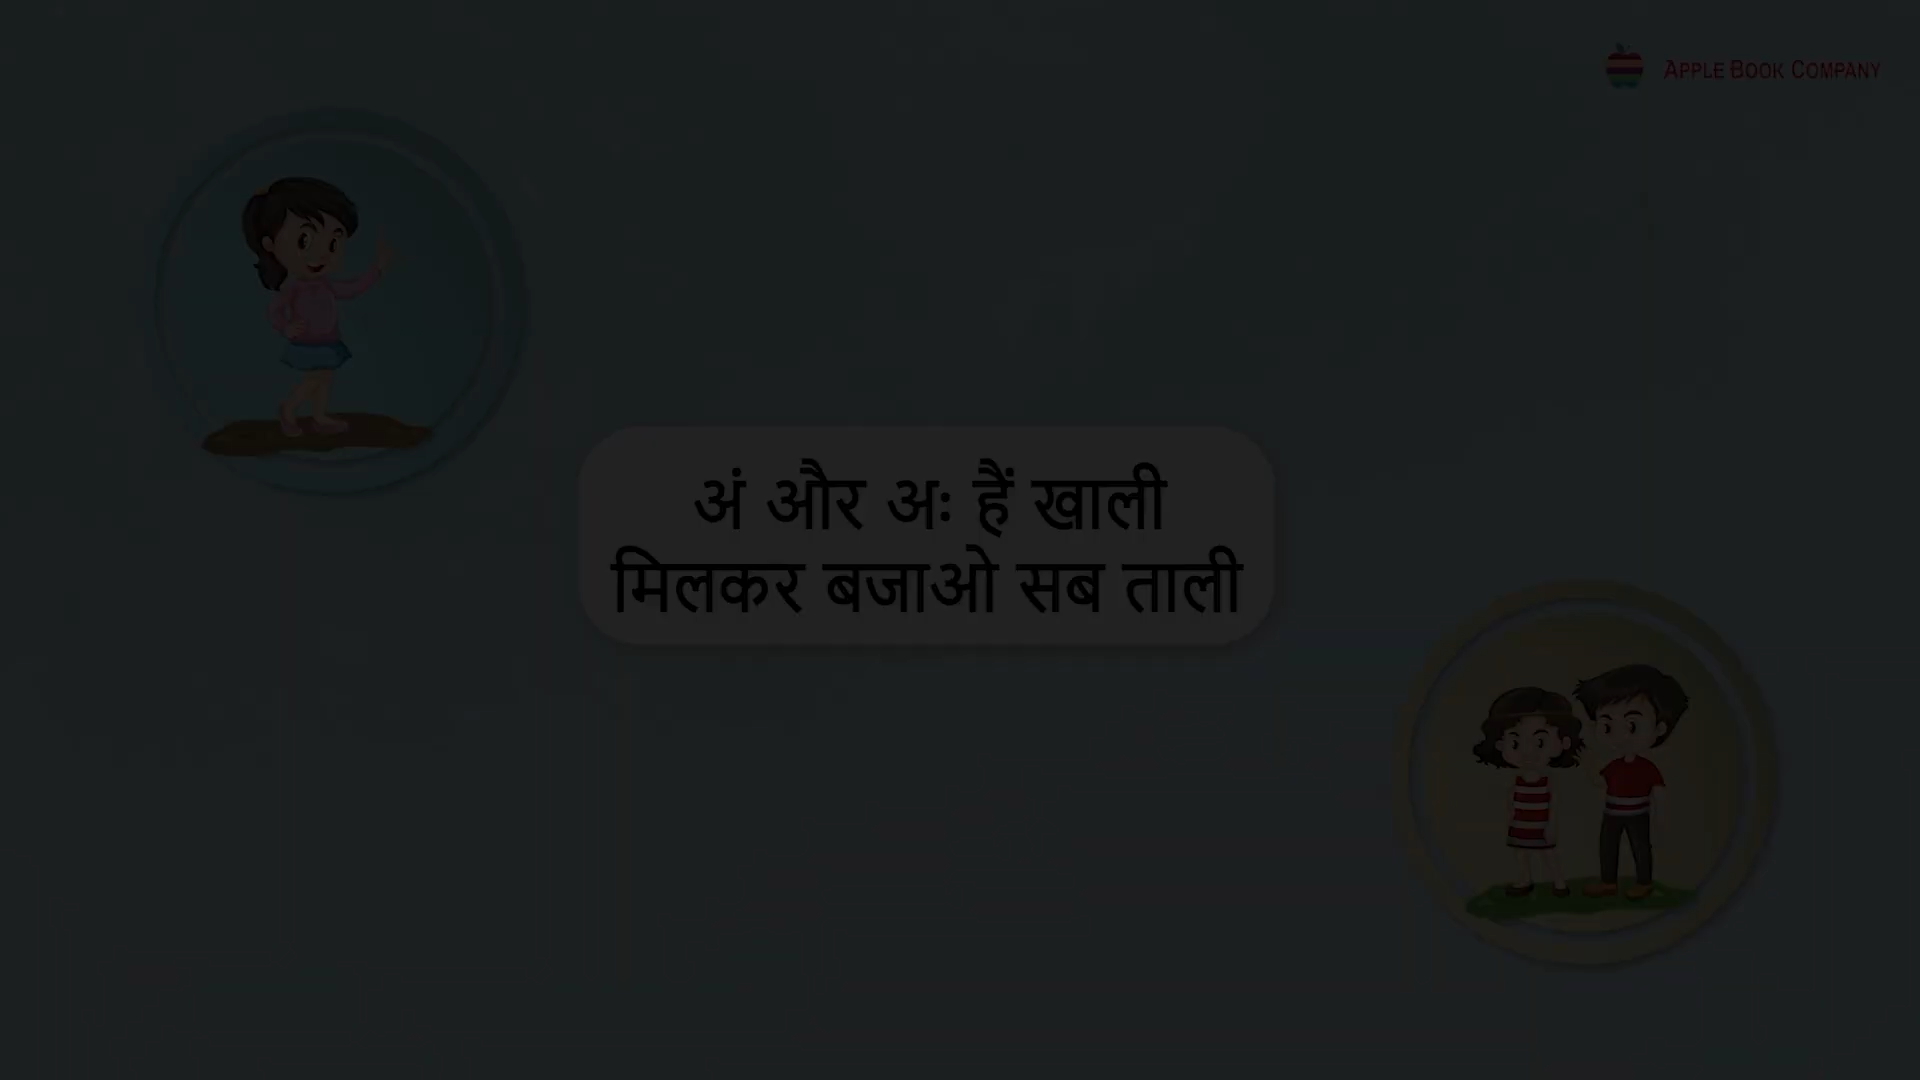 APPLE BOOK COMPANY
अं और अः हैं खाली
मिलकर बजाओ सब ताली